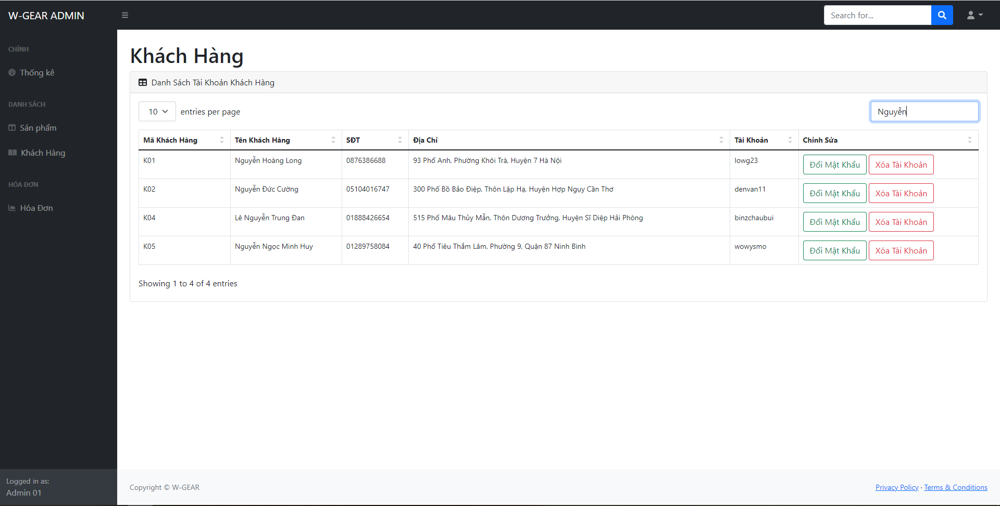 W-GEAR ADMIN
Search for...
CHÍNH
Thống kê
DANH SÁCH
Sản phẩm
Khách Hàng
HÓA ĐƠN
Hóa Đơn
Logged in as:
Admin 01
Khách Hàng
Danh Sách Tài Khoản Khách Hàng
10 entries per page
Nguyễn
Mã Khách Hàng Tên Khách Hàng SĐT Địa Chỉ Tài Khoản Chỉnh Sửa
K01 Nguyễn Hoàng Long 0876386688 93 Phố Anh, Phường Khôi Trà, Huyện 7 Hà Nội lowg23 Đổi Mật Khẩu Xóa Tài Khoản
K02 Nguyễn Đức Cường 05104016747 300 Phố Bồ Bảo Điệp, Thôn Lập Hạ, Huyện Hợp Ngụy Cần Thơ denvan11 Đổi Mật Khẩu Xóa Tài Khoản
K04 Lê Nguyễn Trung Đan 01888426654 515 Phố Mâu Thủy Mẫn, Thôn Dương Trưởng, Huyện Sĩ Diệp Hải Phòng binzchaubui Đổi Mật Khẩu Xóa Tài Khoản
K05 Nguyễn Ngọc Minh Huy 01289758084 40 Phố Tiêu Thắm Lâm, Phường 9, Quận 87 Ninh Bình wowysmo Đổi Mật Khẩu Xóa Tài Khoản
Showing 1 to 4 of 4 entries
Copyright © W-GEAR
Privacy Policy · Terms & Conditions